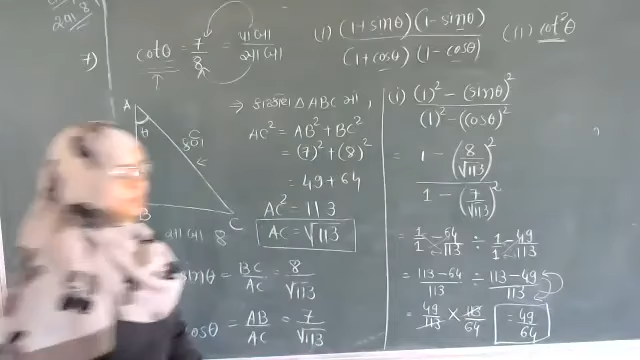 7) cotθ = 7/8 = પાબા/સાબા
(i) (1+sinθ)(1-sinθ)/(1+cosθ)(1-cosθ) (ii) cot²θ
A
θ
કર્ણ
B
C
સાબા 8
⇒ કાટકોણ △ABC માં,
AC² = AB² + BC²
= (7)² + (8)²
= 49 + 64
AC² = 113
AC = √113
sinθ = BC/AC = 8/√113
cosθ = AB/AC = 7/√113
(i) (1)² - (sinθ)²/(1)² - (cosθ)²
= 1 - (8/√113)²/1 - (7/√113)²
= 1/1 - 64/113 ÷ 1/1 - 49/113
= 113-64/113 ÷ 113-49/113
= 49/113 × 113/64 = 49/64